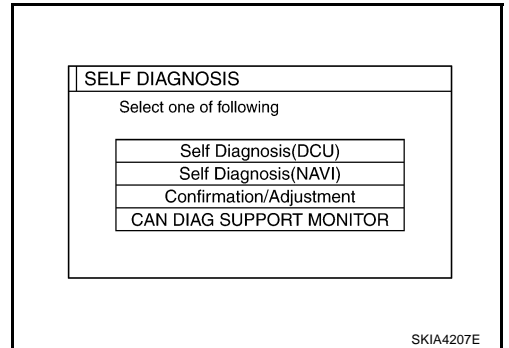 SELF DIAGNOSIS
Select one of following
Self Diagnosis(DCU)
Self Diagnosis(NAVI)
Confirmation/Adjustment
CAN DIAG SUPPORT MONITOR
SKIA4207E